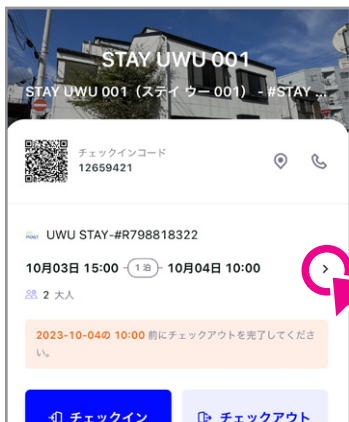 STAY UWU 001
STAY UWU 001（ステイ ウー 001） - #STAY ...
チェックインコード
12659421
UWU STAY-#R798818322
10月03日 15:00 1 泊 10月04日 10:00
2 大人
2023-10-04の 10:00 前にチェックアウトを完了してくださ
い。
チェックイン チェックアウト